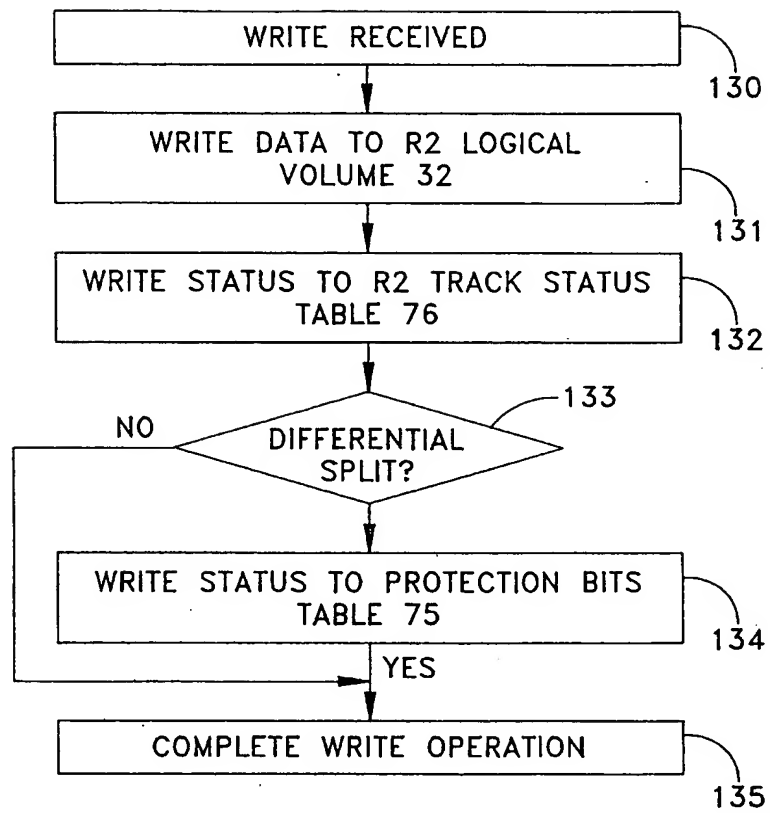 WRITE RECEIVED
130
WRITE DATA TO R2 LOGICAL
VOLUME 32
131
WRITE STATUS TO R2 TRACK STATUS
TABLE 76
132
133
NO
DIFFERENTIAL
SPLIT?
WRITE STATUS TO PROTECTION BITS
TABLE 75
134
YES
COMPLETE WRITE OPERATION
135